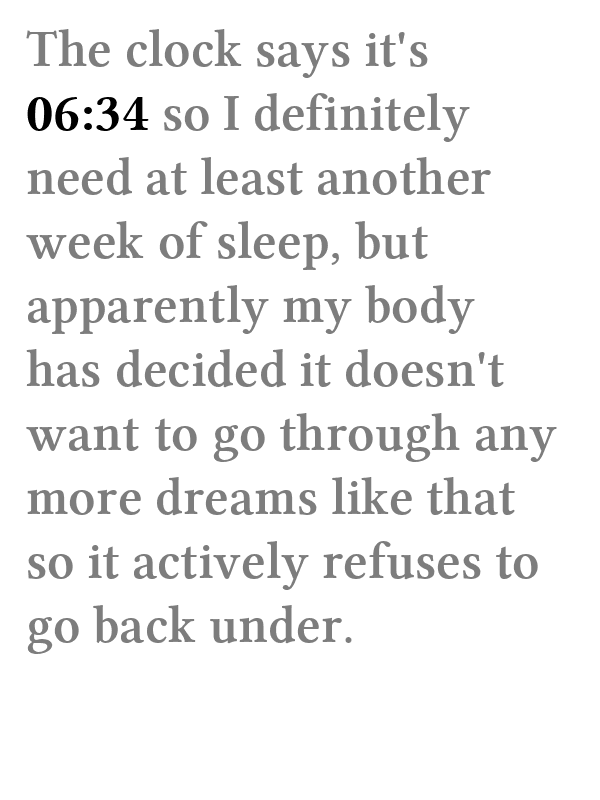 The clock says it's
06:34 so I definitely
need at least another
week of sleep, but
apparently my body
has decided it doesn't
want to go through any
more dreams like that
so it actively refuses to
go back under.